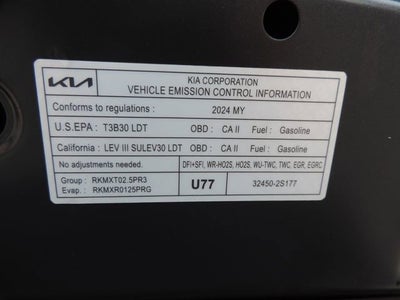 KIA
KIA CORPORATION
VEHICLE EMISSION CONTROL INFORMATION
Conforms to regulations : 2024 MY
U.S.EPA : T3B30 LDT OBD : CA II Fuel : Gasoline
California : LEV III SULEV30 LDT OBD : CA II Fuel : Gasoline
No adjustments needed. DFI+SFI, WR-HO2S, HO2S, WU-TWC, TWC, EGR, EGRC
Group : RKMXT02.5PR3
Evap. : RKMXR0125PRG
U77 32450-2S177